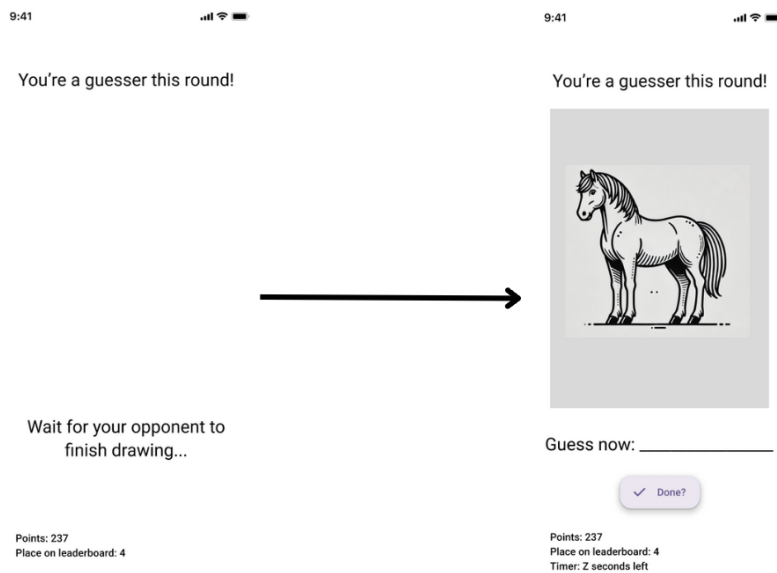 9:41
You're a guesser this round!
Wait for your opponent to
finish drawing...
Points: 237
Place on leaderboard: 4
9:41
You're a guesser this round!
Guess now: ________________
Done?
Points: 237
Place on leaderboard: 4
Timer: Z seconds left